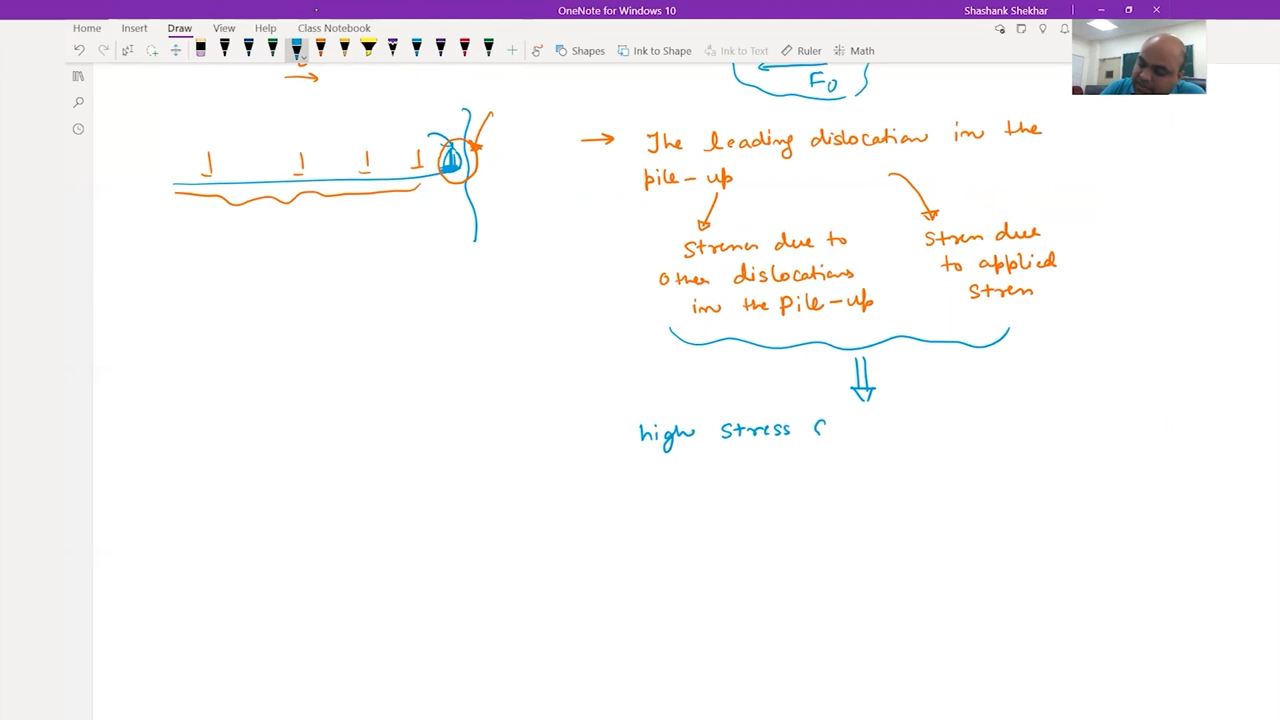 OneNote for Windows 10
Shashank Shekhar
Home Insert Draw View Help Class Notebook
Shapes Ink to Shape Ink to Text Ruler Math
F0
→ The leading dislocation in the
pile-up
Stress due to
other dislocations
in the pile-up
Stress due
to applied
stress
high stress